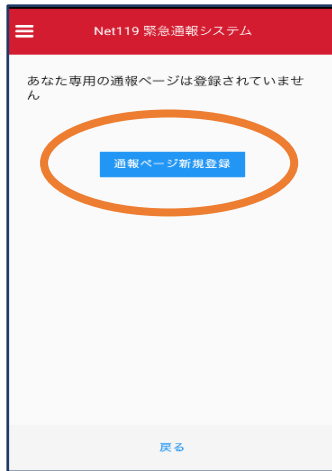 Net119 緊急通報システム
あなた専用の通報ページは登録されていませ
ん
通報ページ新規登録
戻る